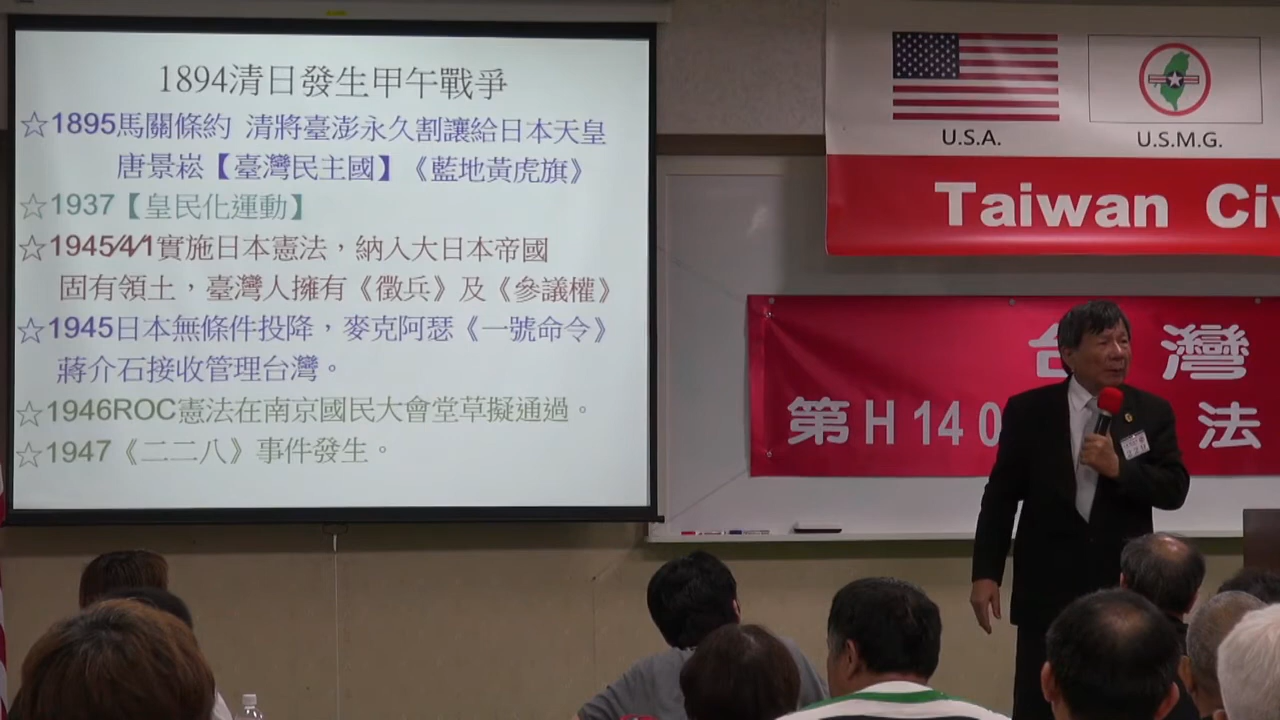 1894清日發生甲午戰爭
☆1895馬關條約 清將臺澎永久割讓給日本天皇
唐景崧【臺灣民主國】《藍地黃虎旗》
☆1937【皇民化運動】
☆1945/4/1實施日本憲法，納入大日本帝國
固有領土，臺灣人擁有《徵兵》及《參議權》
☆1945日本無條件投降，麥克阿瑟《一號命令》
蔣介石接收管理台灣。
☆1946ROC憲法在南京國民大會堂草擬通過。
☆1947《二二八》事件發生。
U.S.A. U.S.M.G.
Taiwan Ci
台灣
第H140 法